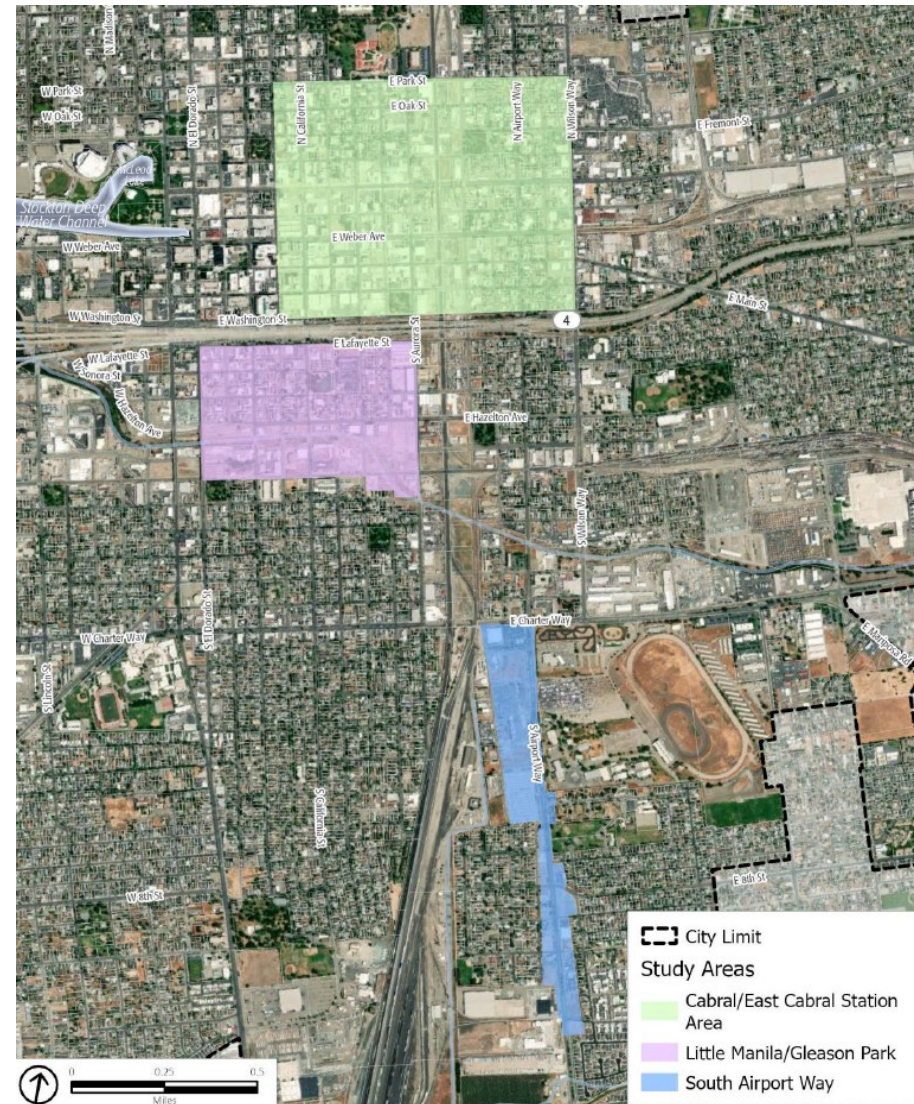 N Madison
E Park St
W Park St
E Oak St
W Oak St
N El Dorado St
N California St
N Airport Way
N Wilson Way
E Fremont St
McLeod
Lake
Stockton Deep
Water Channel
W Weber Ave
E Weber Ave
E Main St
W Washington St
E Washington St
4
E Lafayette St
S Aurora St
W Lafayette St
W Sonora St
W Hazelton Ave
E Hazelton Ave
S Wilson Way
S El Dorado St
W Charter Way
E Charter Way
E Mariposa Rd
S Lincoln St
S Airport Way
S California St
W 8th St
E 8th St
City Limit
Study Areas
Cabral/East Cabral Station
Area
Little Manila/Gleason Park
South Airport Way
0 0.25 0.5
Miles